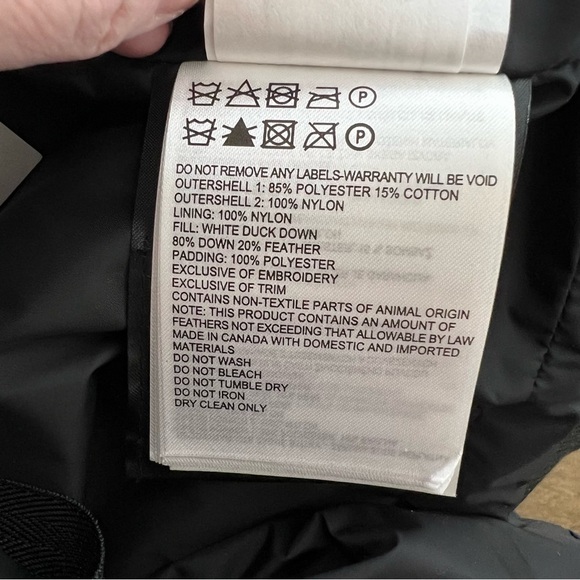 P
P
DO NOT REMOVE ANY LABELS-WARRANTY WILL BE VOID
OUTERSHELL 1: 85% POLYESTER 15% COTTON
OUTERSHELL 2: 100% NYLON
LINING: 100% NYLON
FILL: WHITE DUCK DOWN
80% DOWN 20% FEATHER
PADDING: 100% POLYESTER
EXCLUSIVE OF EMBROIDERY
EXCLUSIVE OF TRIM
CONTAINS NON-TEXTILE PARTS OF ANIMAL ORIGIN
NOTE: THIS PRODUCT CONTAINS AN AMOUNT OF
FEATHERS NOT EXCEEDING THAT ALLOWABLE BY LAW
MADE IN CANADA WITH DOMESTIC AND IMPORTED
MATERIALS
DO NOT WASH
DO NOT BLEACH
DO NOT TUMBLE DRY
DO NOT IRON
DRY CLEAN ONLY